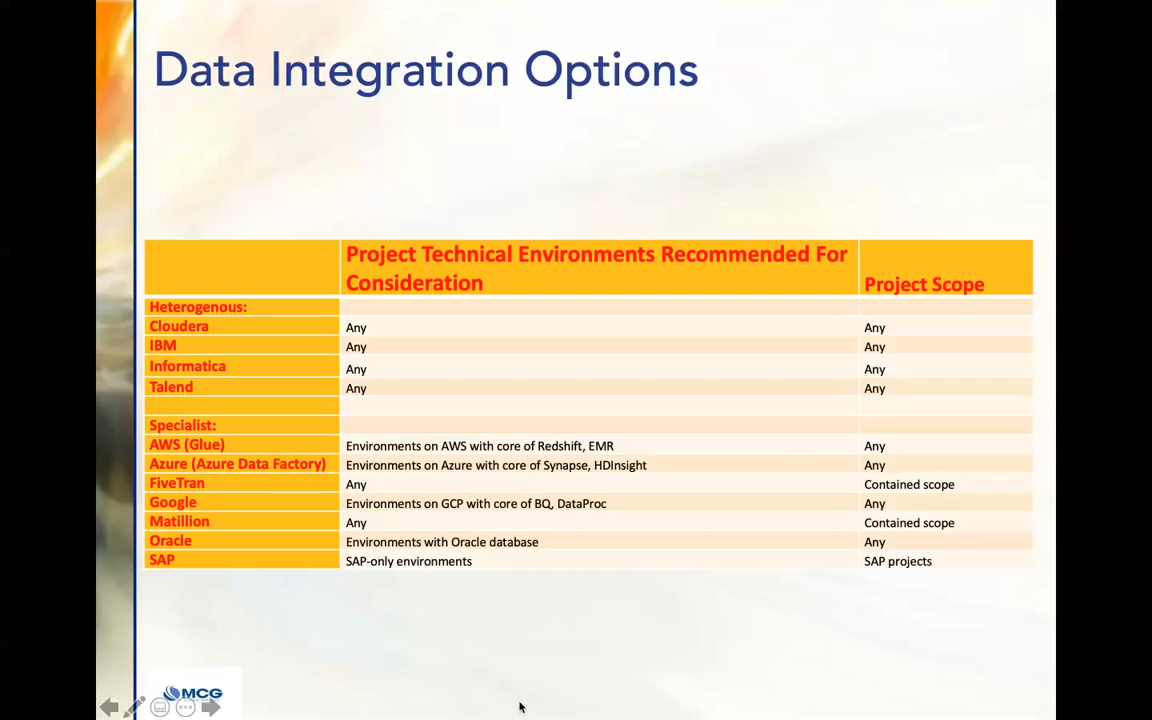 Data Integration Options
Project Technical Environments Recommended For
Consideration
Project Scope
Heterogenous:
Cloudera Any Any
IBM Any Any
Informatica Any Any
Talend Any Any
Specialist:
AWS (Glue) Environments on AWS with core of Redshift, EMR Any
Azure (Azure Data Factory) Environments on Azure with core of Synapse, HDInsight Any
FiveTran Any Contained scope
Google Environments on GCP with core of BQ, DataProc Any
Matillion Any Contained scope
Oracle Environments with Oracle database Any
SAP SAP-only environments SAP projects
MCG